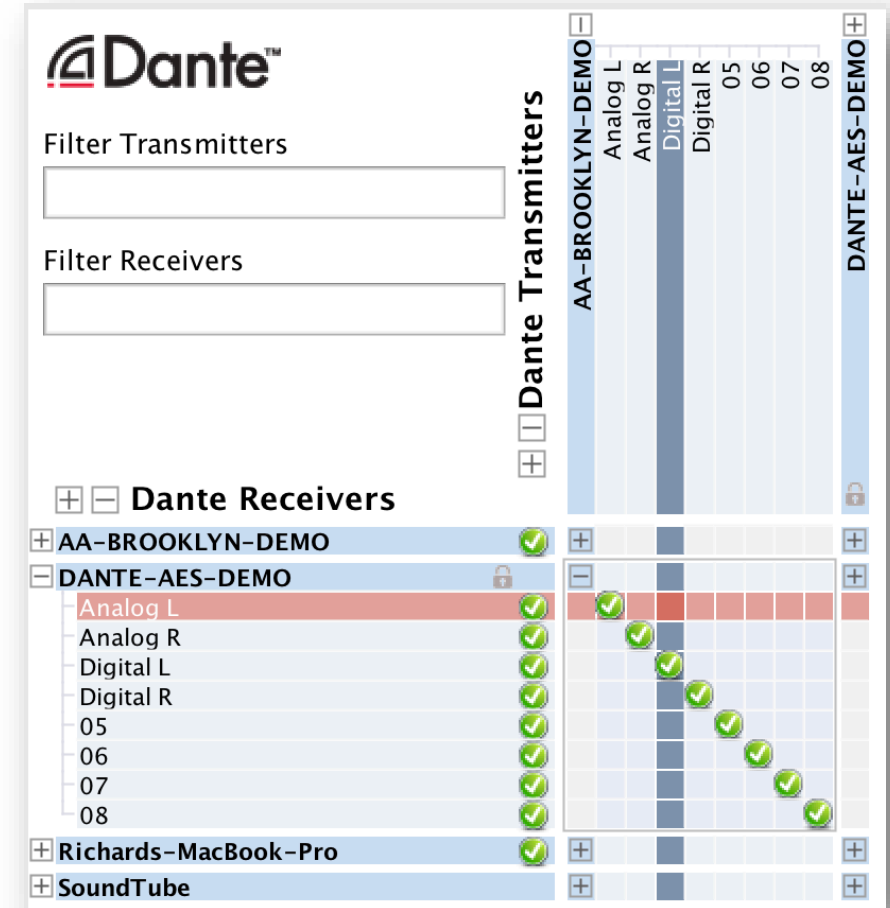 Dante™
Filter Transmitters
Filter Receivers
Dante Transmitters
AA-BROOKLYN-DEMO
Analog L
Analog R
Digital L
Digital R
05
06
07
08
DANTE-AES-DEMO
Dante Receivers
AA-BROOKLYN-DEMO
DANTE-AES-DEMO
Analog L
Analog R
Digital L
Digital R
05
06
07
08
Richards-MacBook-Pro
SoundTube